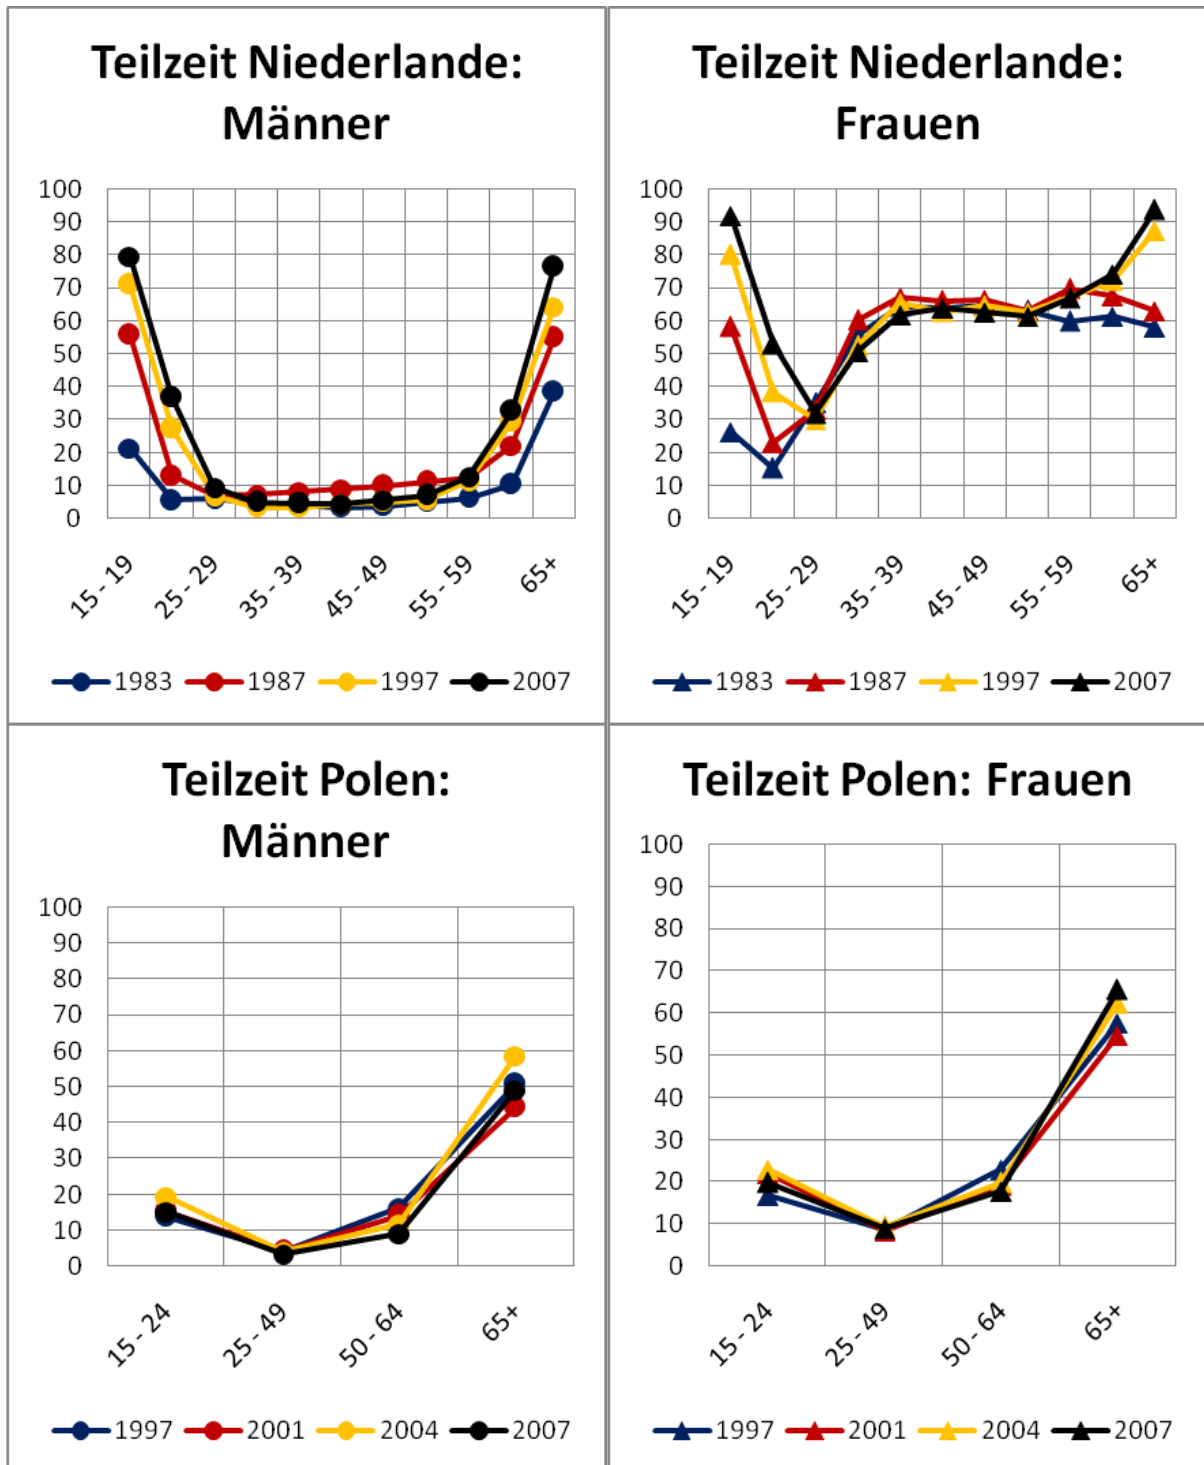 Teilzeit Niederlande:
Männer
100
90
80
70
60
50
40
30
20
10
0
15 - 19
25 - 29
35 - 39
45 - 49
55 - 59
65+
1983 1987 1997 2007
Teilzeit Niederlande:
Frauen
100
90
80
70
60
50
40
30
20
10
0
15 - 19
25 - 29
35 - 39
45 - 49
55 - 59
65+
1983 1987 1997 2007
Teilzeit Polen:
Männer
100
90
80
70
60
50
40
30
20
10
0
15 - 24
25 - 49
50 - 64
65+
1997 2001 2004 2007
Teilzeit Polen: Frauen
100
90
80
70
60
50
40
30
20
10
0
15 - 24
25 - 49
50 - 64
65+
1997 2001 2004 2007